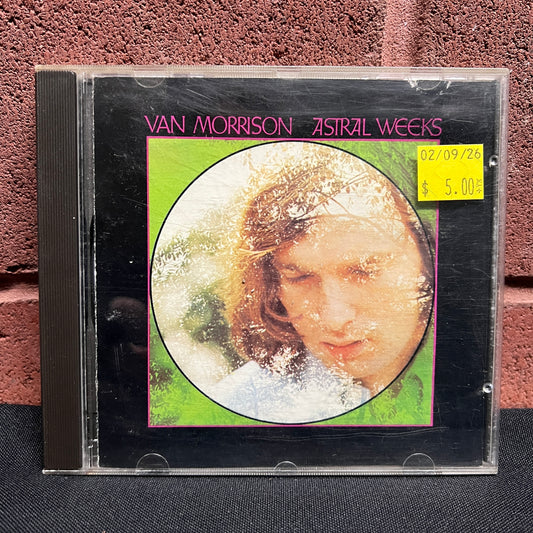 VAN MORRISON ASTRAL WEEKS
02/09/26
$ 5.00